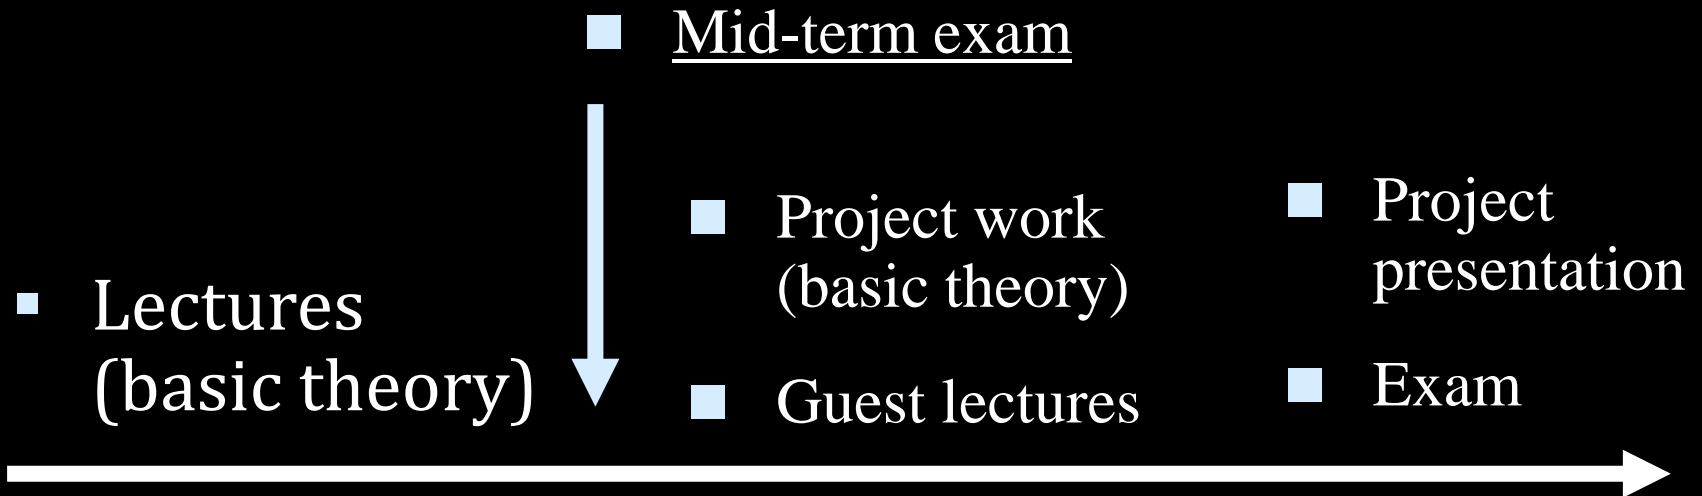 Mid-term exam
Lectures
(basic theory)
Project work
(basic theory)
Guest lectures
Project
presentation
Exam